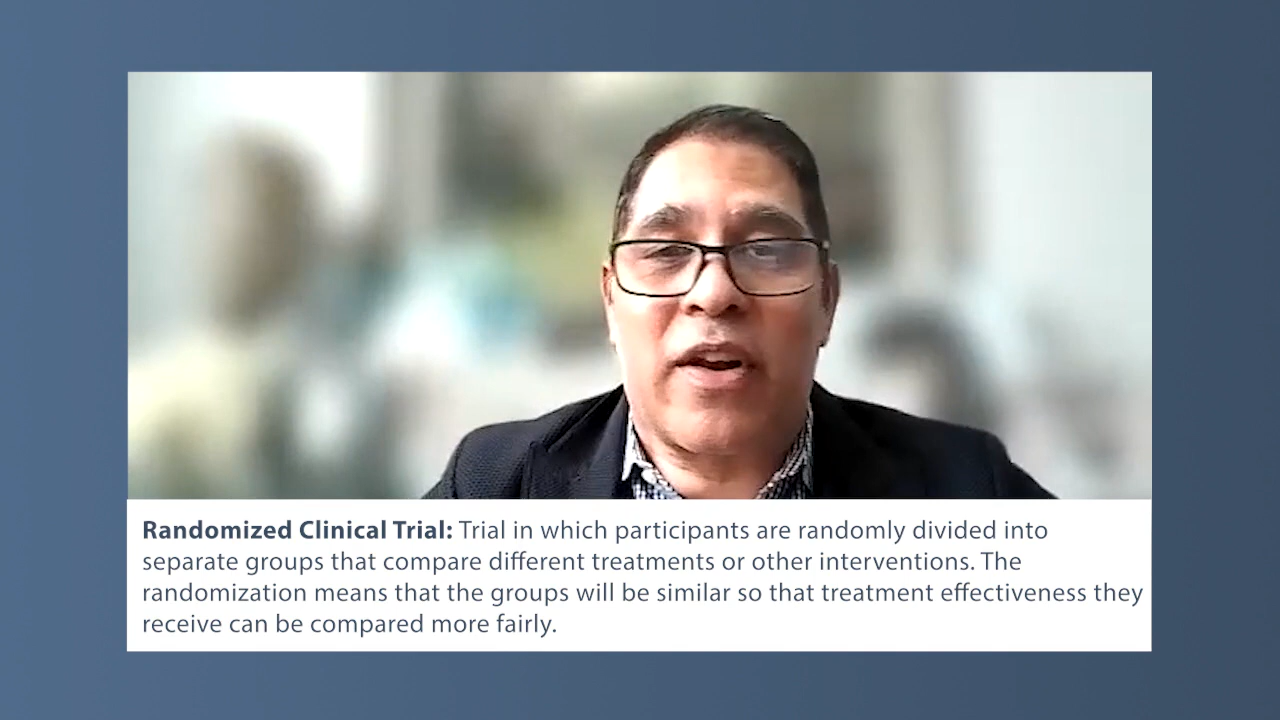 Randomized Clinical Trial: Trial in which participants are randomly divided into
separate groups that compare different treatments or other interventions. The
randomization means that the groups will be similar so that treatment effectiveness they
receive can be compared more fairly.